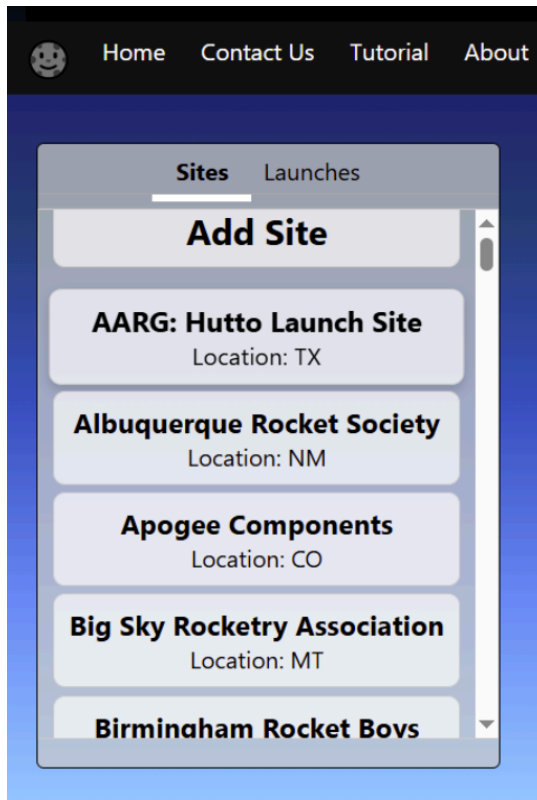 Home Contact Us Tutorial About
Sites Launches
Add Site
AARG: Hutto Launch Site
Location: TX
Albuquerque Rocket Society
Location: NM
Apogee Components
Location: CO
Big Sky Rocketry Association
Location: MT
Birmingham Rocket Boys